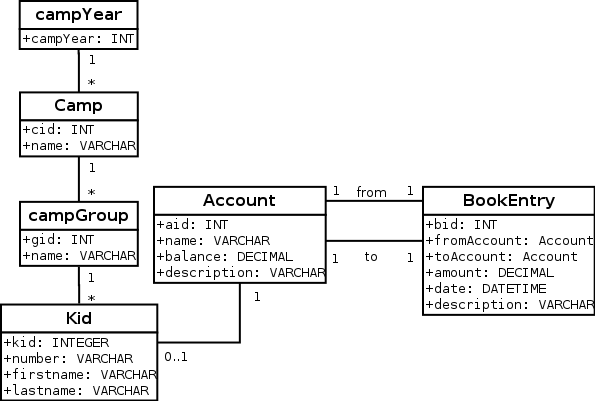 campYear
+campYear: INT
1
*
Camp
+cid: INT
+name: VARCHAR
1
*
campGroup
+gid: INT
+name: VARCHAR
1
*
Kid
+kid: INTEGER
+number: VARCHAR
+firstname: VARCHAR
+lastname: VARCHAR
0..1
1
Account
+aid: INT
+name: VARCHAR
+balance: DECIMAL
+description: VARCHAR
1 from 1
1 to 1
BookEntry
+bid: INT
+fromAccount: Account
+toAccount: Account
+amount: DECIMAL
+date: DATETIME
+description: VARCHAR